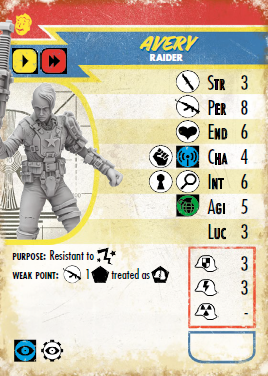 AVERY
RAIDER
STR 3
PER 8
END 6
CHA 4
INT 6
AGI 5
LUC 3
PURPOSE: Resistant to
WEAK POINT: 1 treated as
3
3
-